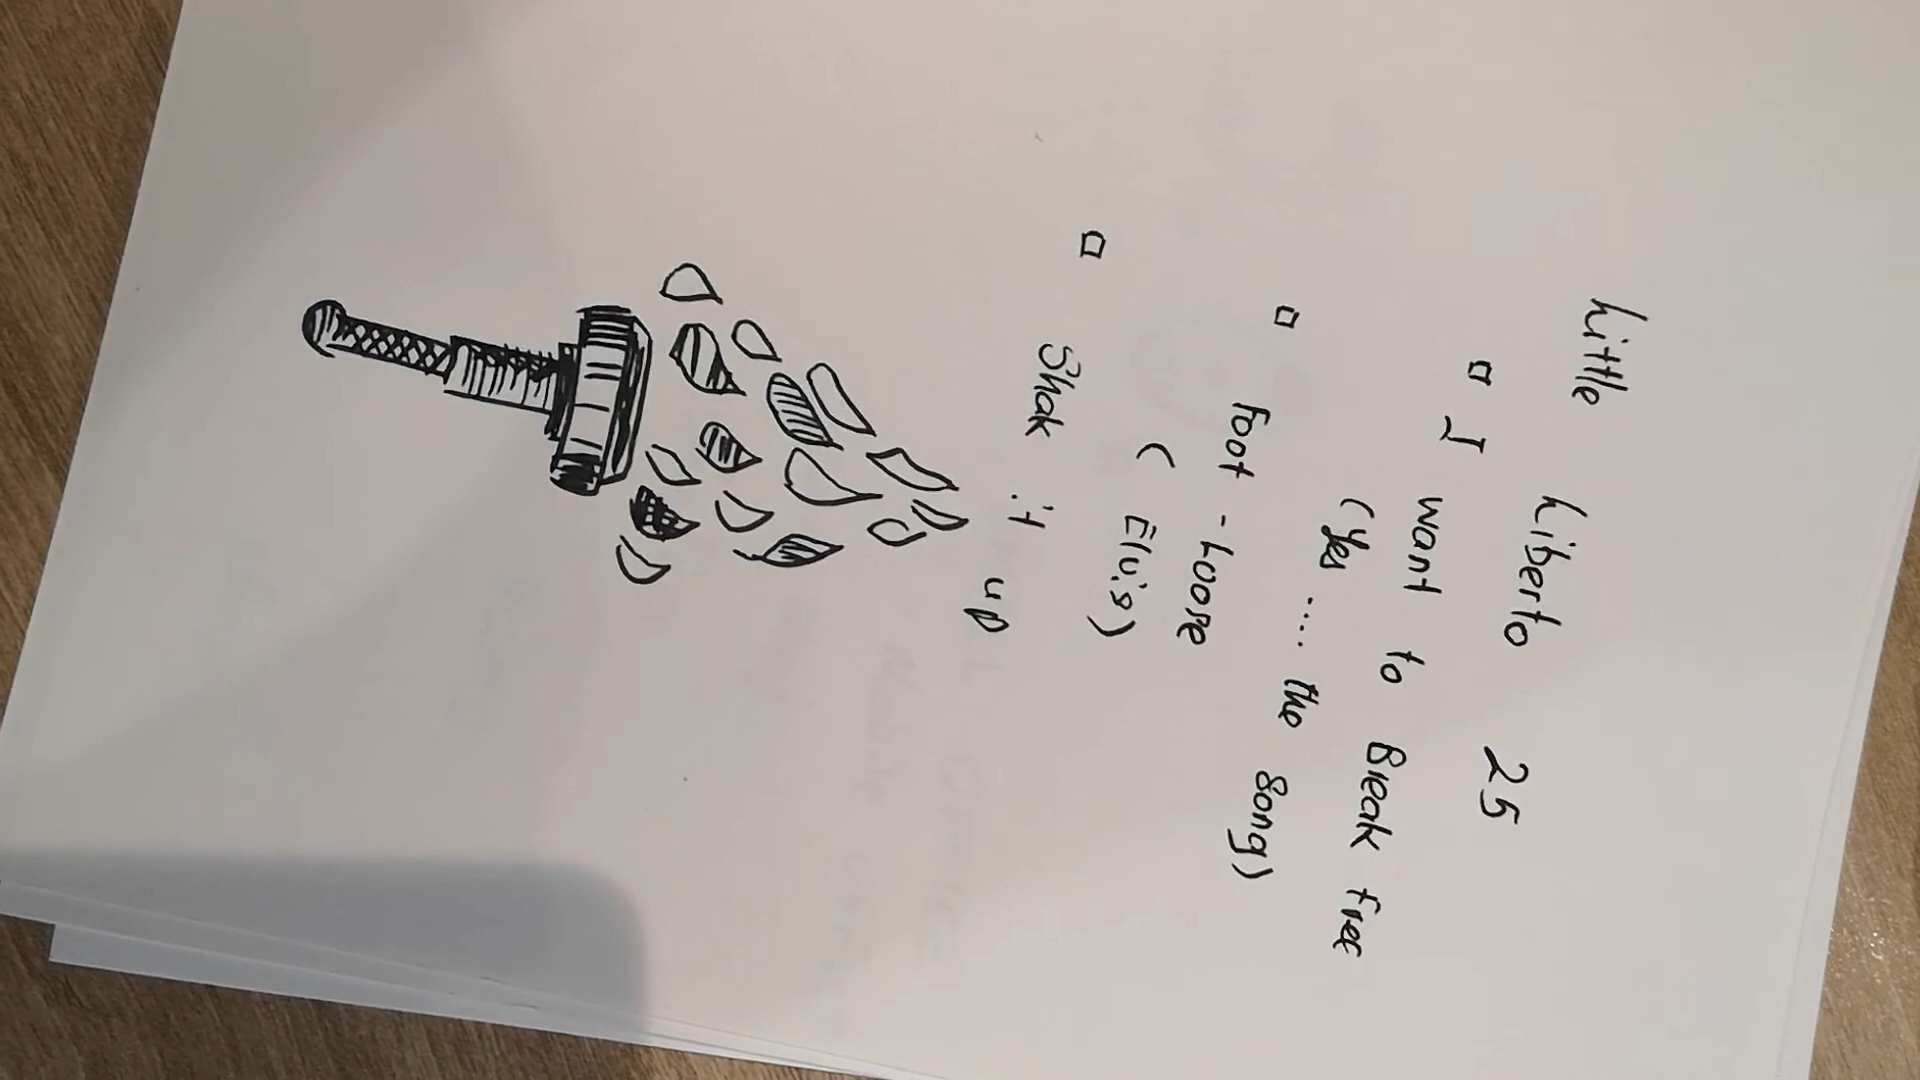 Little Liberto 25
I want to Break free
(Yes .... the song)
foot - Loose
( Elvis)
Shak it up